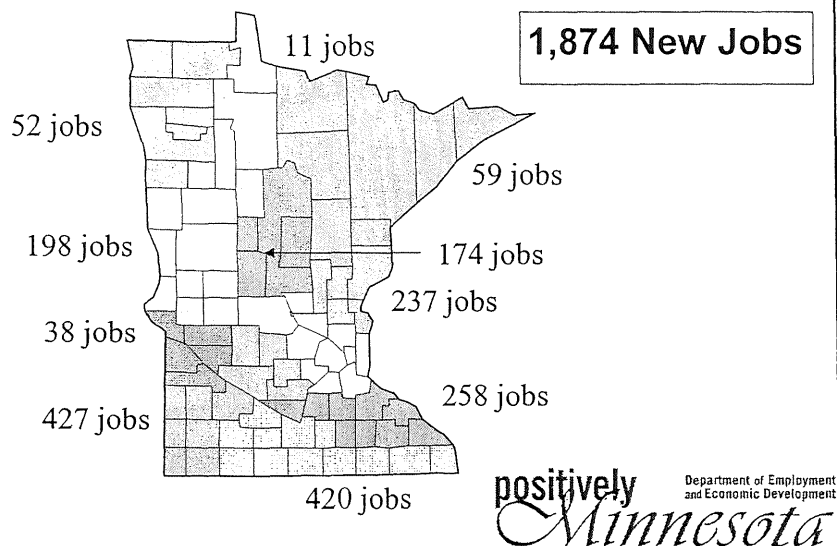 11 jobs
1,874 New Jobs
52 jobs
59 jobs
198 jobs
174 jobs
237 jobs
38 jobs
258 jobs
427 jobs
420 jobs
positively
Minnesota
Department of Employment
and Economic Development